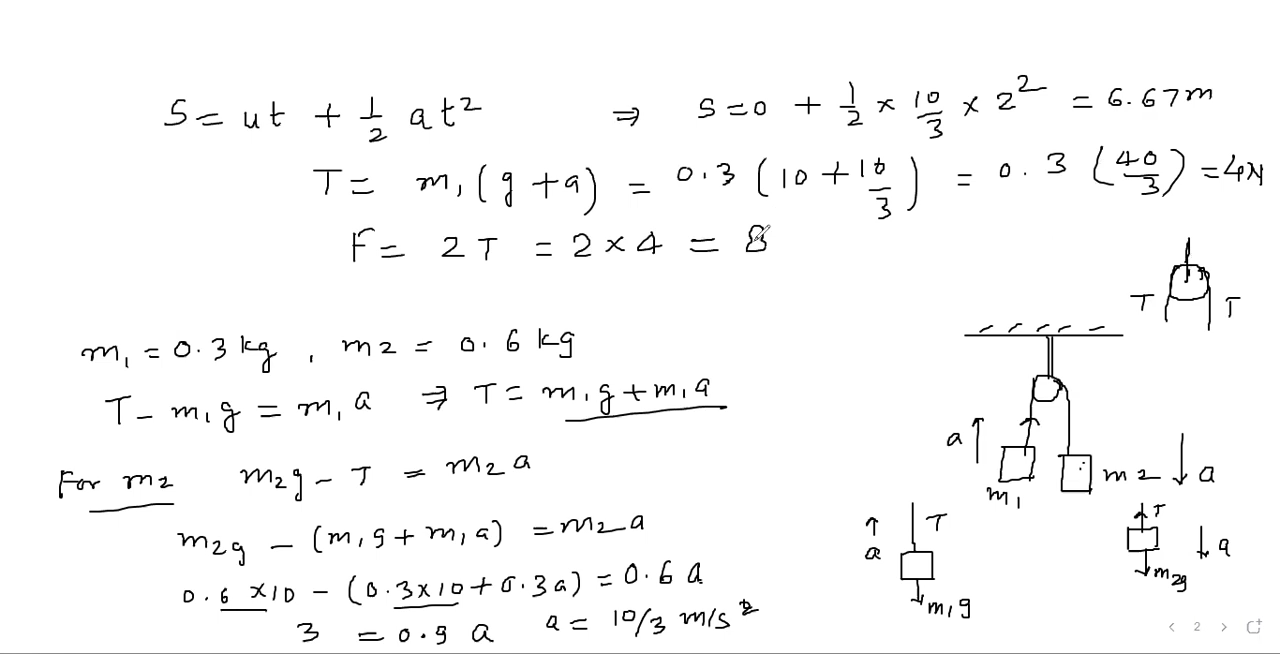 S = ut + 1/2 at² ⇒ S = 0 + 1/2 × 10/3 × 2² = 6.67m
T = m₁(g + a) = 0.3(10 + 10/3) = 0.3(40/3) = 4N
F = 2T = 2 × 4 = 8
T T
m₁ = 0.3 kg, m2 = 0.6 kg
T - m₁g = m₁a ⇒ T = m₁g + m₁a
a m₁ m2 a
For m2 m₂g - T = m₂a
a T m₁g
T a m₂g
m₂g - (m₁g + m₁a) = m₂a
0.6 × 10 - (0.3 × 10 + 0.3a) = 0.6a
3 = 0.9a a = 10/3 m/s²
< 2 >